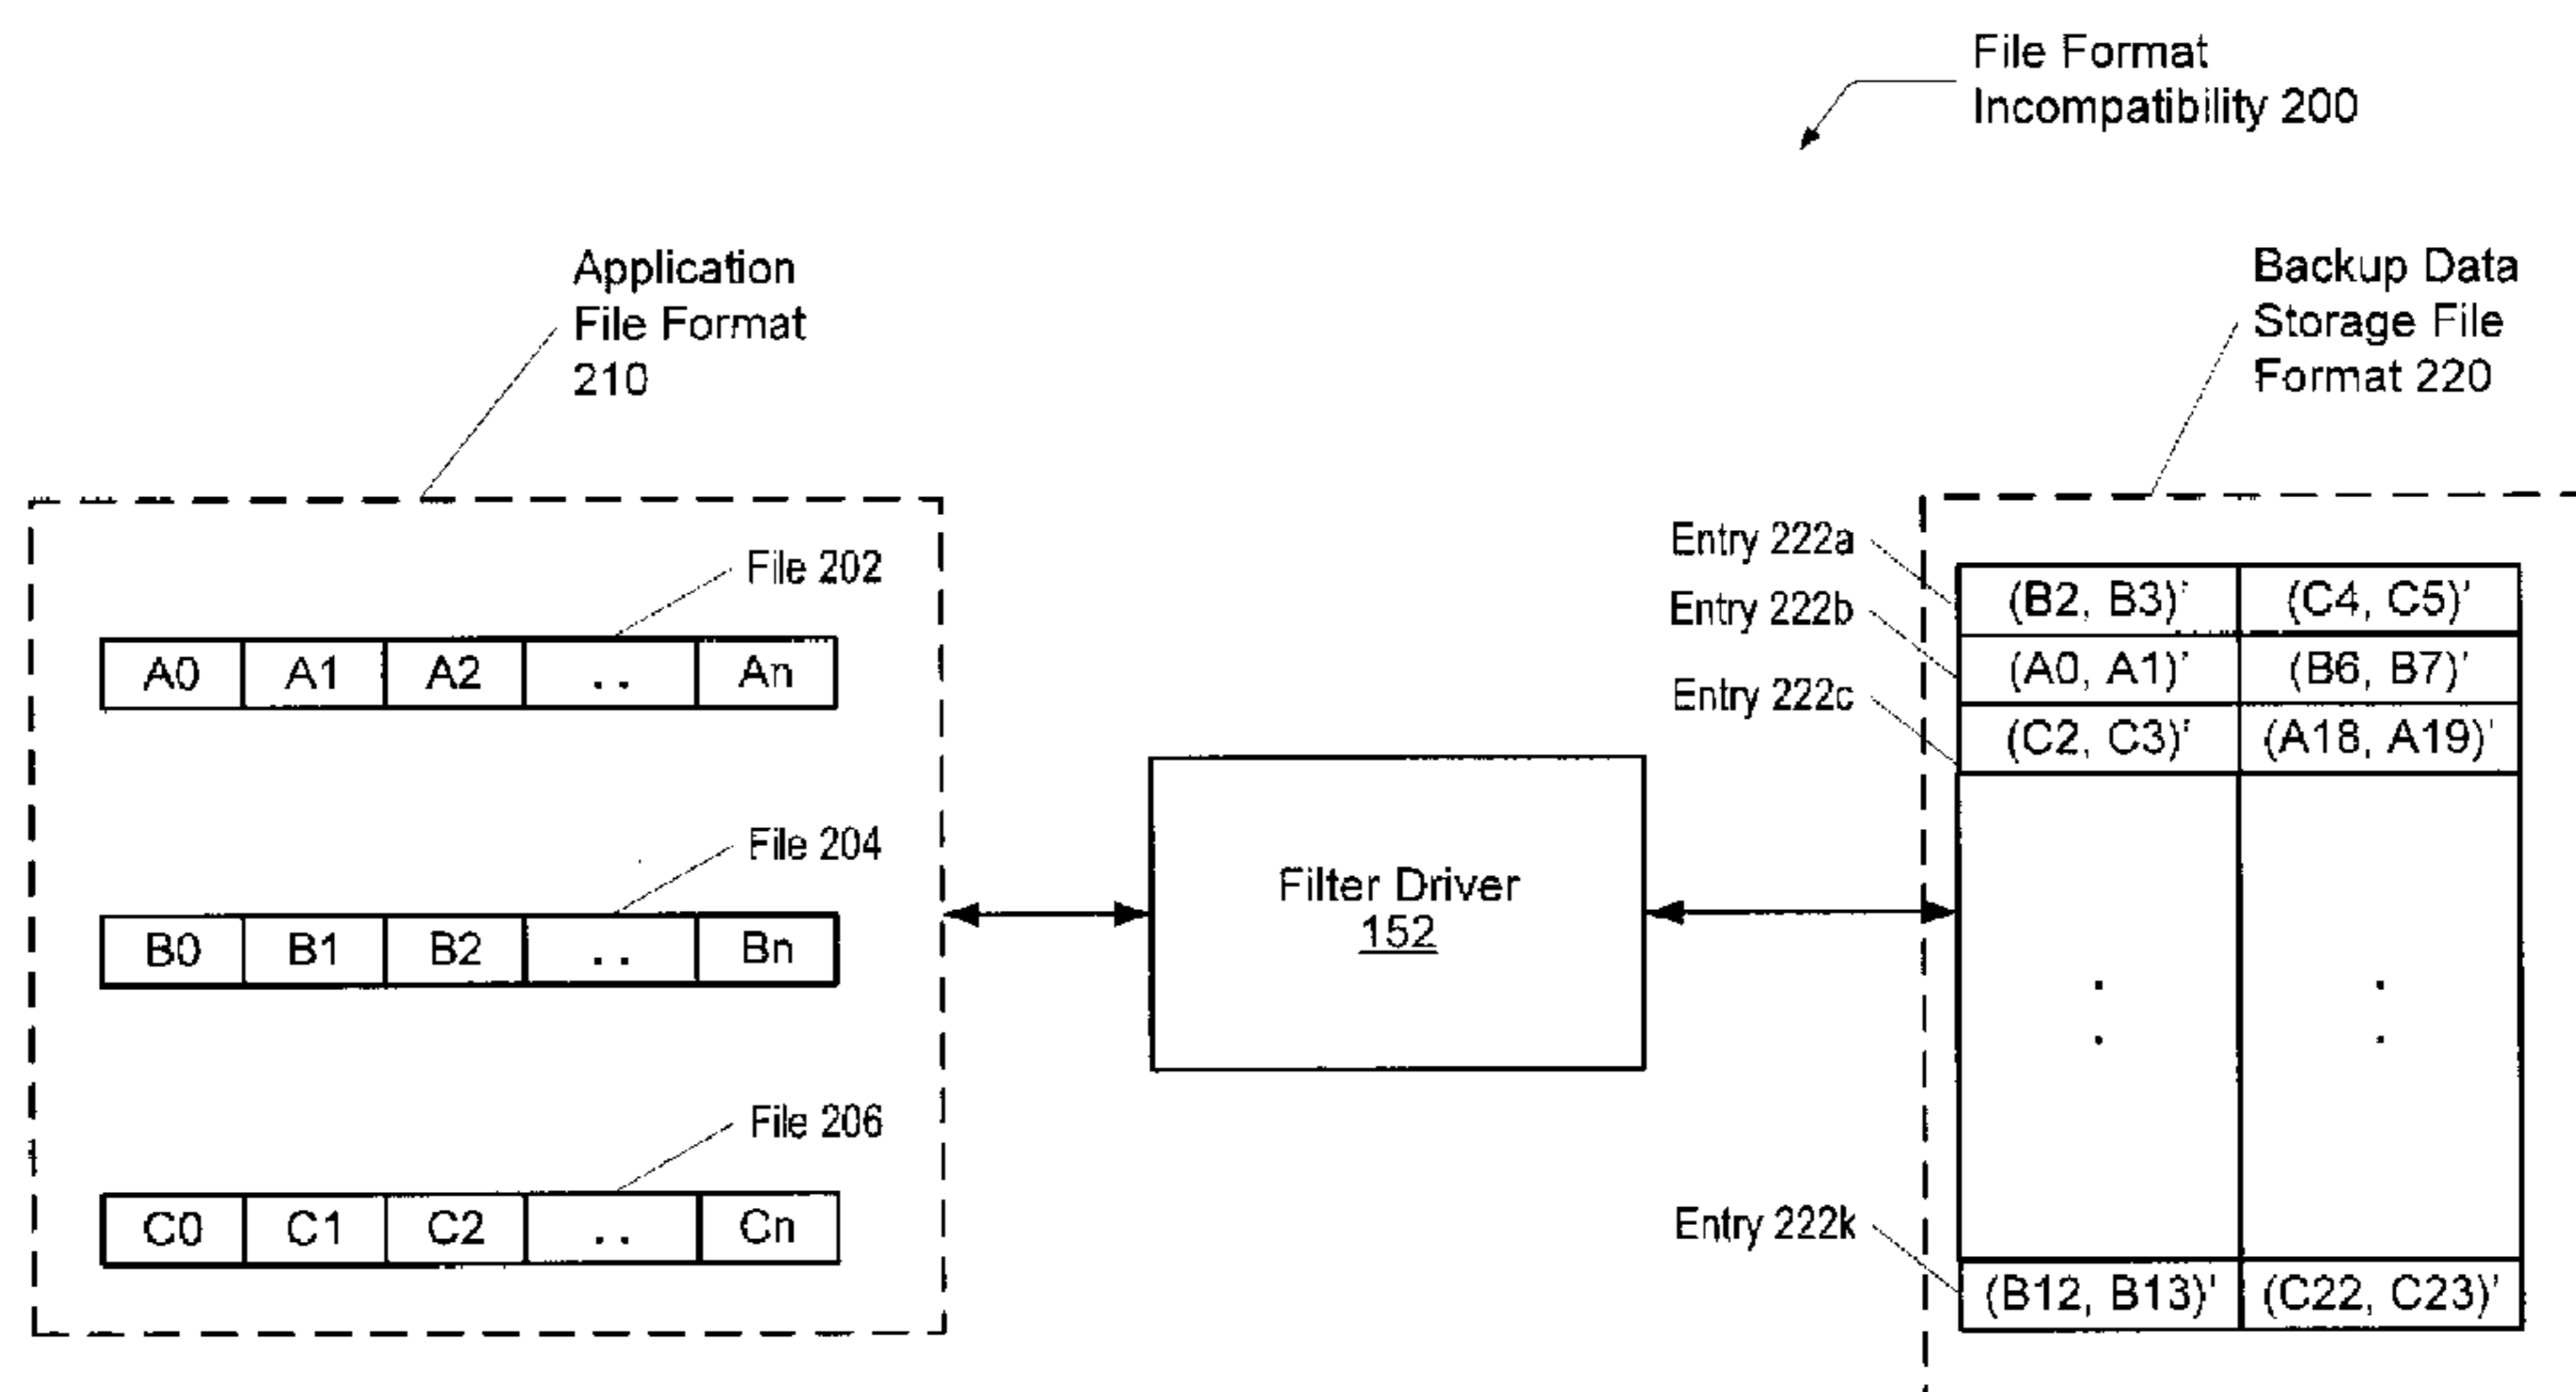 File Format
Incompatibility 200
Application
File Format
210
Backup Data
Storage File
Format 220
File 202
A0 A1 A2 . . An
File 204
B0 B1 B2 . . Bn
File 206
C0 C1 C2 . . Cn
Filter Driver
152
Entry 222a
Entry 222b
Entry 222c
Entry 222k
(B2, B3)' (C4, C5)'
(A0, A1)' (B6, B7)'
(C2, C3)' (A18, A19)'
. .
. .
(B12, B13)' (C22, C23)'